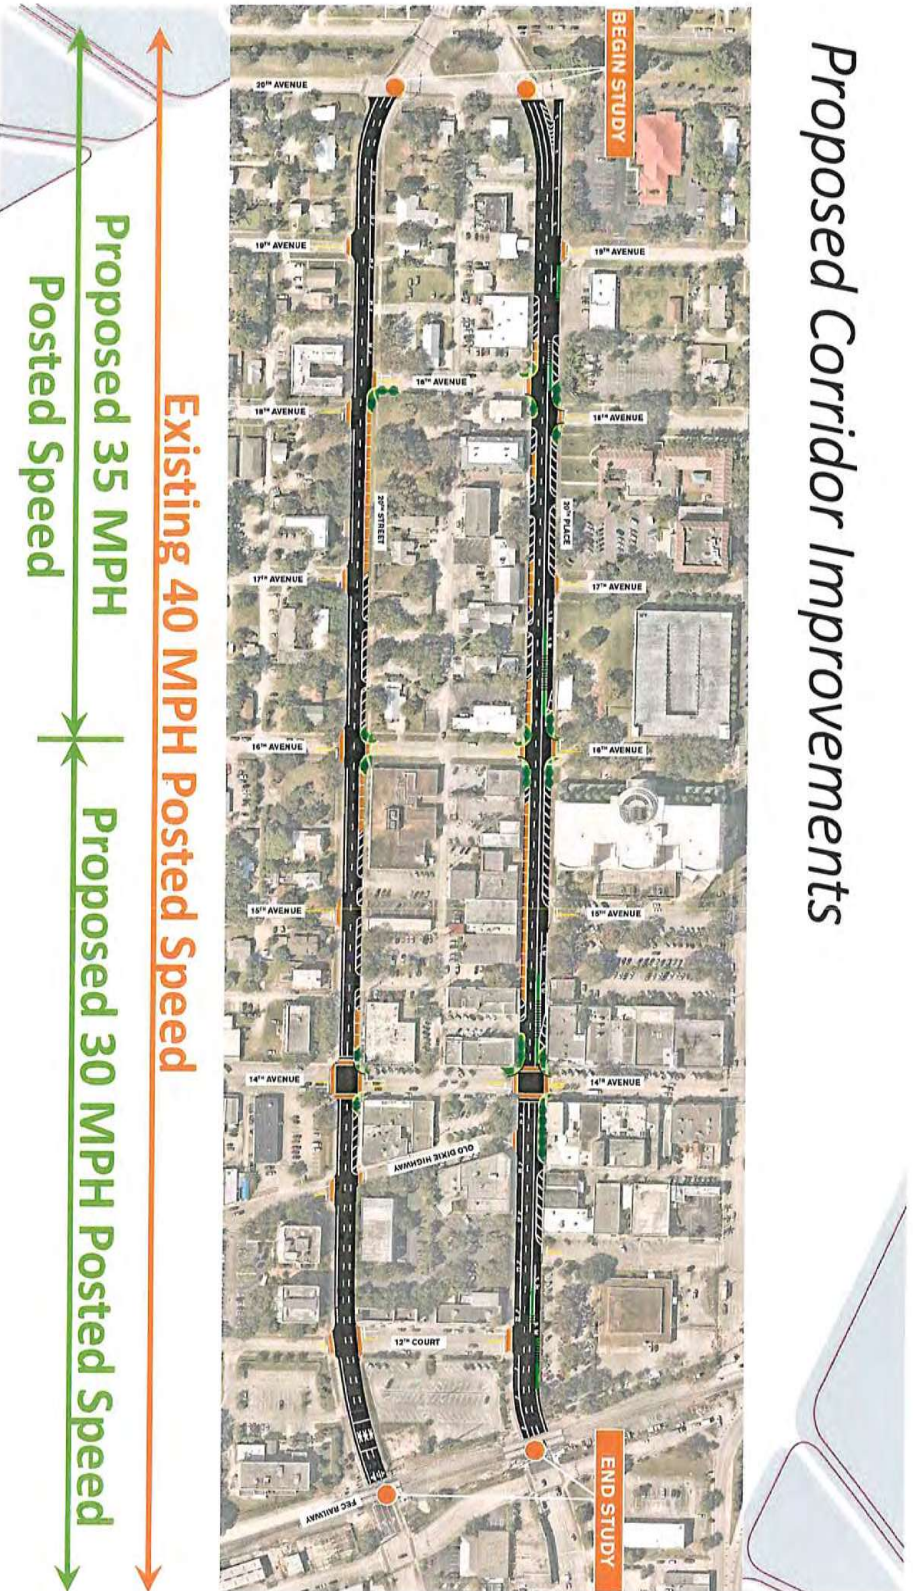 Proposed Corridor Improvements
BEGIN STUDY
END STUDY
20TH AVENUE
19TH AVENUE
19TH AVENUE
18TH AVENUE
18TH AVENUE
18TH AVENUE
17TH AVENUE
17TH AVENUE
16TH AVENUE
16TH AVENUE
15TH AVENUE
15TH AVENUE
14TH AVENUE
14TH AVENUE
20TH PLACE
20TH STREET
OLD DIXIE HIGHWAY
12TH COURT
FEC RAILWAY
Existing 40 MPH Posted Speed
Proposed 35 MPH
Posted Speed
Proposed 30 MPH Posted Speed